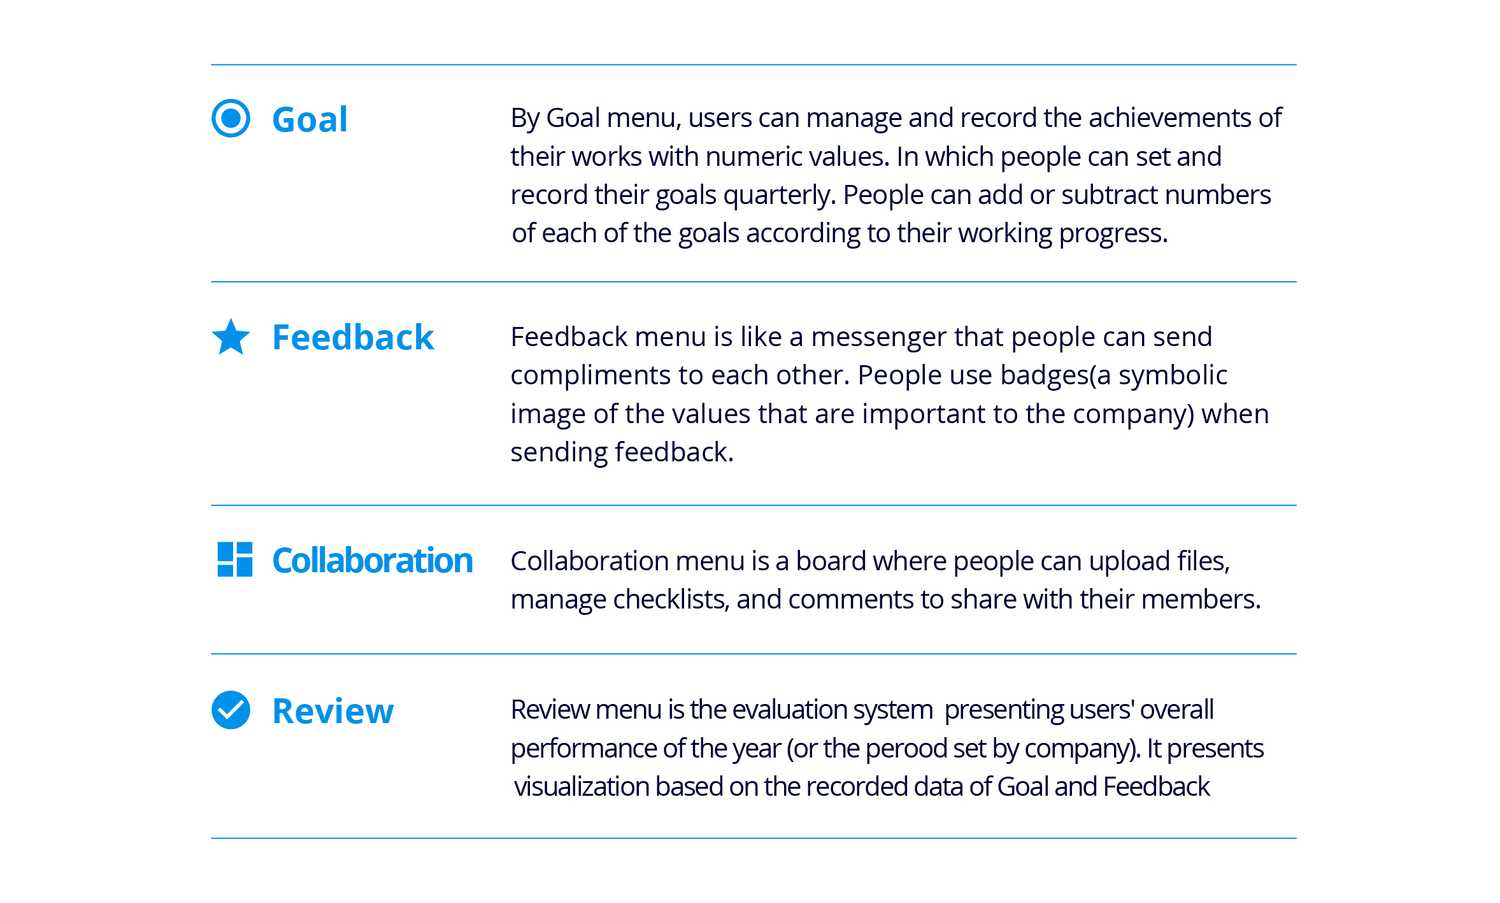 Goal
By Goal menu, users can manage and record the achievements of
their works with numeric values. In which people can set and
record their goals quarterly. People can add or subtract numbers
of each of the goals according to their working progress.
Feedback
Feedback menu is like a messenger that people can send
compliments to each other. People use badges(a symbolic
image of the values that are important to the company) when
sending feedback.
Collaboration
Collaboration menu is a board where people can upload files,
manage checklists, and comments to share with their members.
Review
Review menu is the evaluation system  presenting users' overall
performance of the year (or the perood set by company). It presents
visualization based on the recorded data of Goal and Feedback